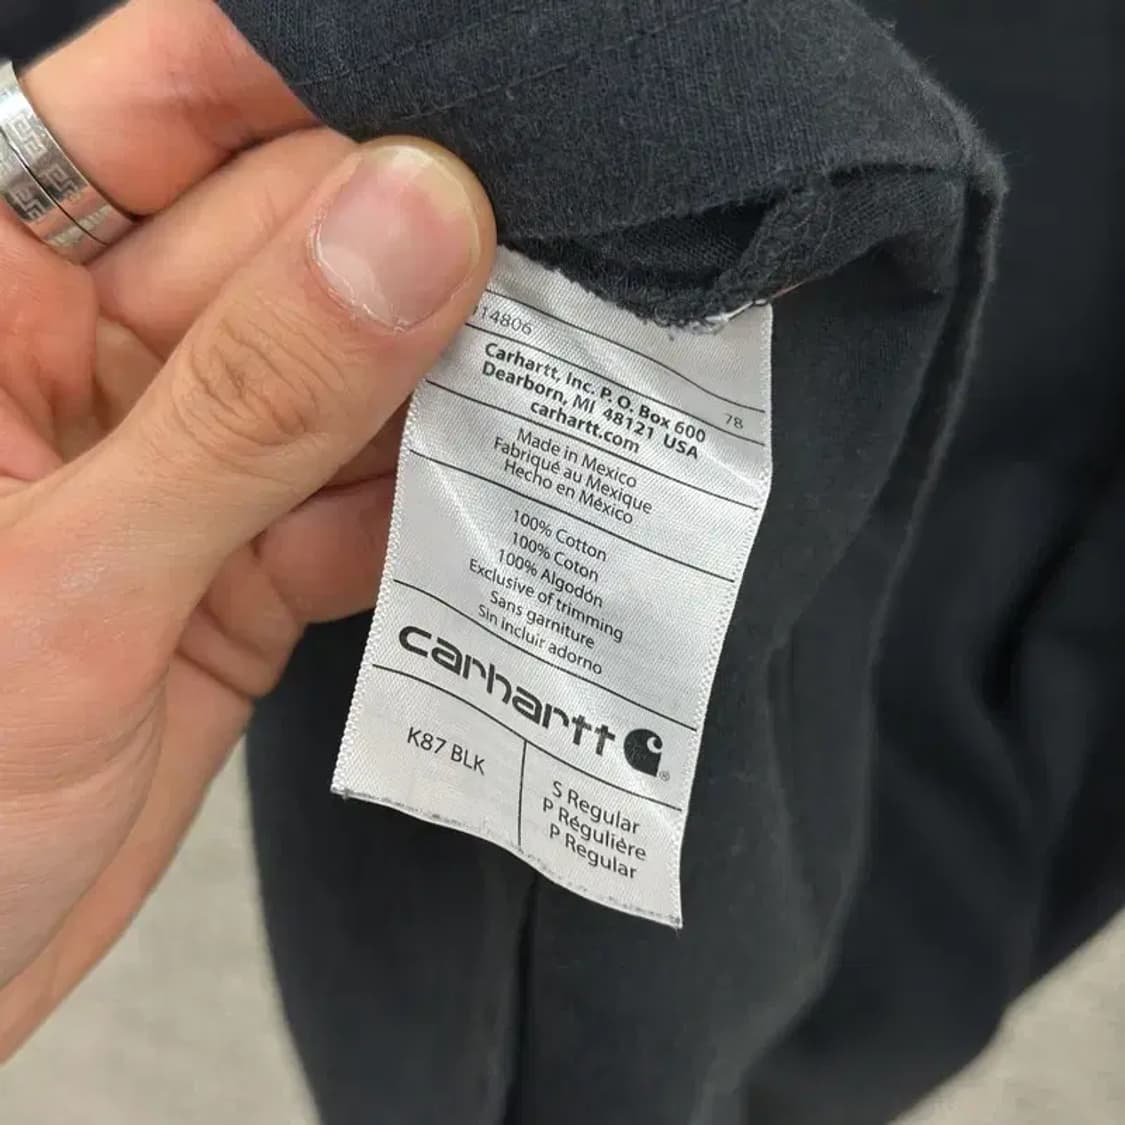 14806
78
Carhartt, Inc. P. O. Box 600
Dearborn, MI 48121 USA
carhartt.com
Made in Mexico
Fabriqué au Mexique
Hecho en México
100% Cotton
100% Coton
100% Algodón
Exclusive of trimming
Sans garniture
Sin incluir adorno
carhartt
®
K87 BLK
S Regular
P Régulière
P Regular